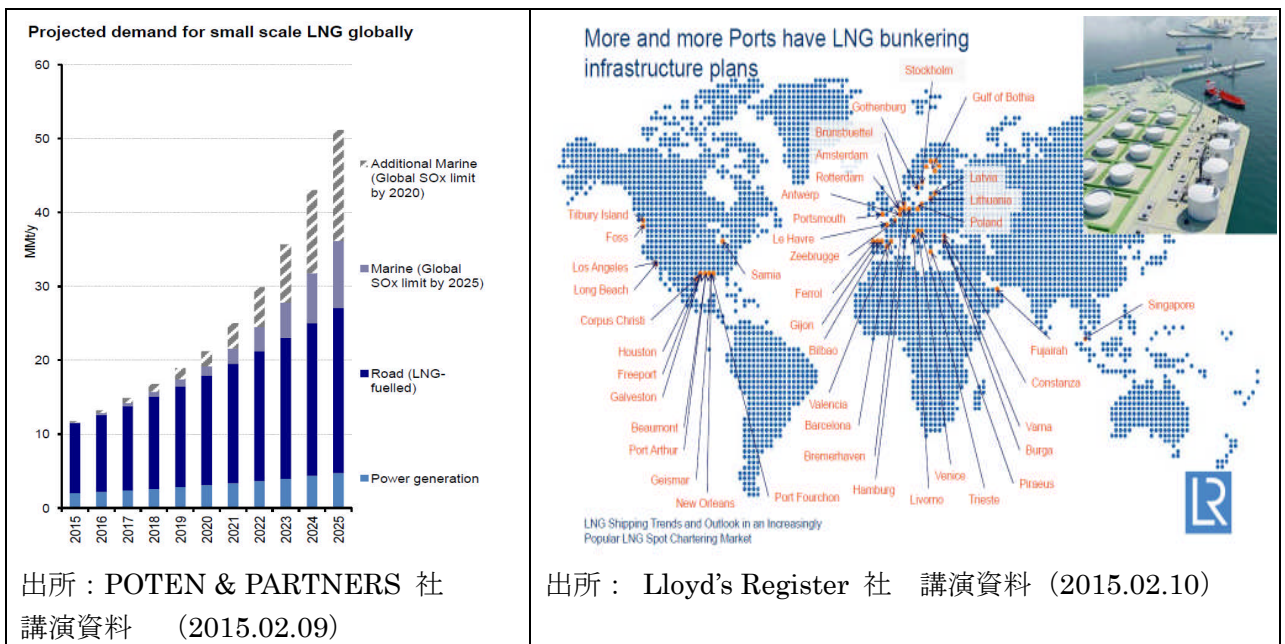 Projected demand for small scale LNG globally
60
50
40
30
20
10
0
MMt/y
2015
2016
2017
2018
2019
2020
2021
2022
2023
2024
2025
Additional Marine
(Global SOx limit
by 2020)
Marine (Global
SOx limit by 2025)
Road (LNG-
fuelled)
Power generation
出所：POTEN & PARTNERS 社
講演資料 （2015.02.09）
More and more Ports have LNG bunkering
infrastructure plans
Stockholm
Gulf of Bothia
Gothenburg
Brunsbuettel
Amsterdam
Rotterdam
Antwerp
Portsmouth
Le Havre
Zeebrugge
Latvia
Lithuania
Poland
Tilbury Island
Foss
Los Angeles
Long Beach
Sarnia
Corpus Christi
Houston
Freeport
Galveston
Beaumont
Port Arthur
Geismar
New Orleans
Port Fourchon
Ferrol
Gijon
Bilbao
Valencia
Barcelona
Bremerhaven
Hamburg
Livorno
Venice
Trieste
Piraeus
Burga
Varna
Constanza
Fujairah
Singapore
LNG Shipping Trends and Outlook in an Increasingly
Popular LNG Spot Chartering Market
LR
出所： Lloyd's Register 社 講演資料（2015.02.10）